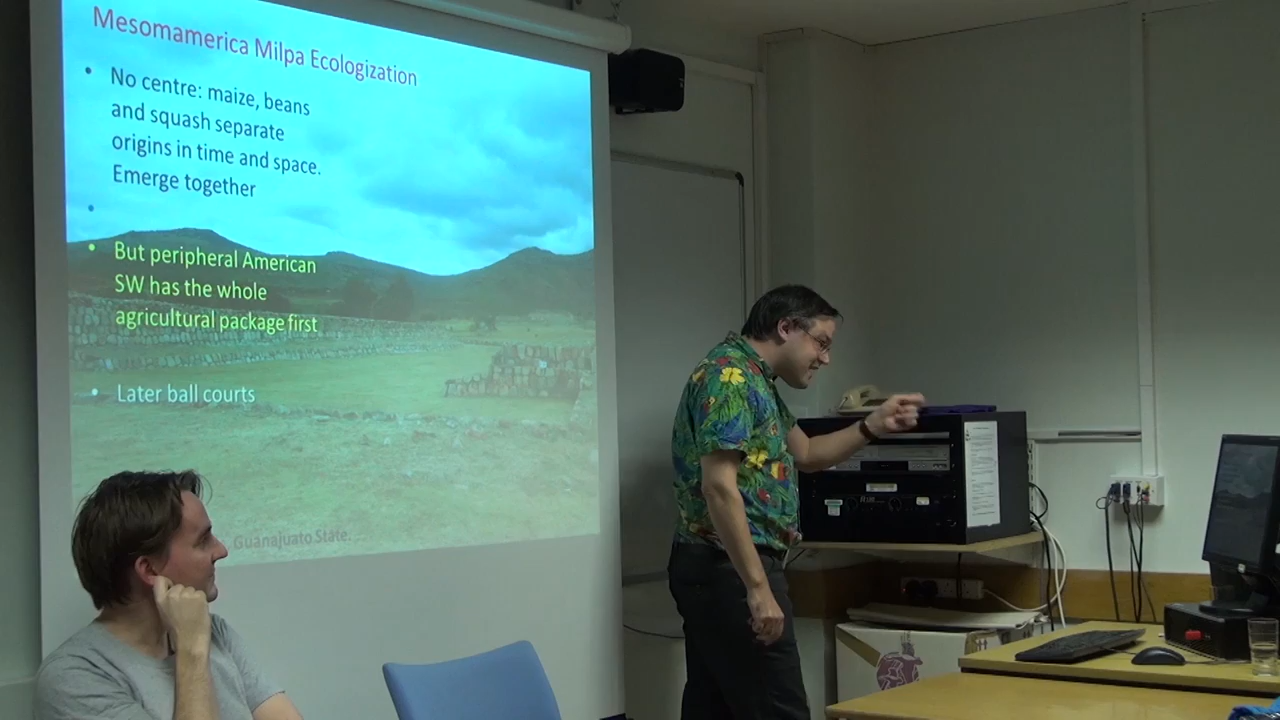 Mesomamerica Milpa Ecologization
• No centre: maize, beans
and squash separate
origins in time and space.
Emerge together
•
• But peripheral American
SW has the whole
agricultural package first
• Later ball courts
Guanajuato State.